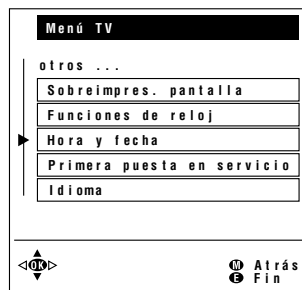 Menú TV
otros ...
Sobreimpres. pantalla
Funciones de reloj
Hora y fecha
Primera puesta en servicio
Idioma
OK
M Atrás
E Fin